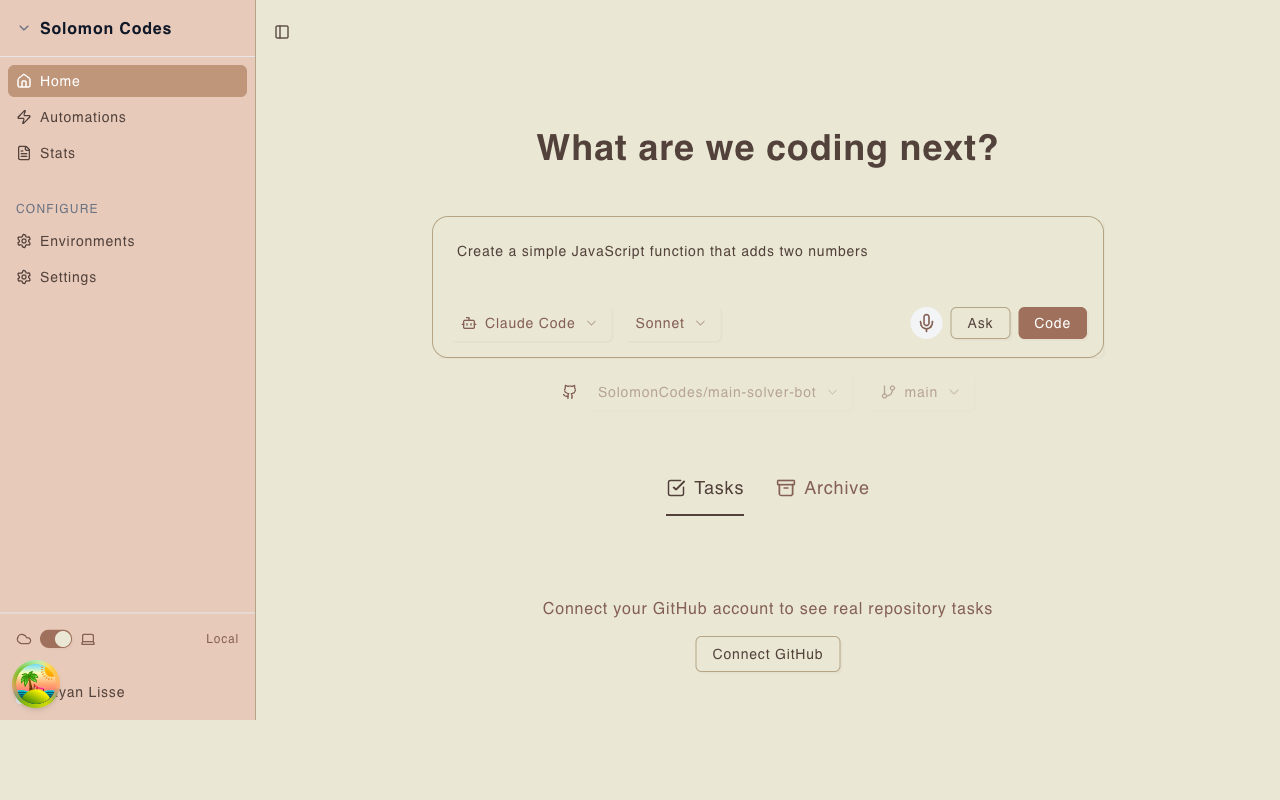 Solomon Codes
Home
Automations
Stats
CONFIGURE
Environments
Settings
Local
yan Lisse
What are we coding next?
Create a simple JavaScript function that adds two numbers
Claude Code
Sonnet
Ask
Code
SolomonCodes/main-solver-bot
main
Tasks
Archive
Connect your GitHub account to see real repository tasks
Connect GitHub